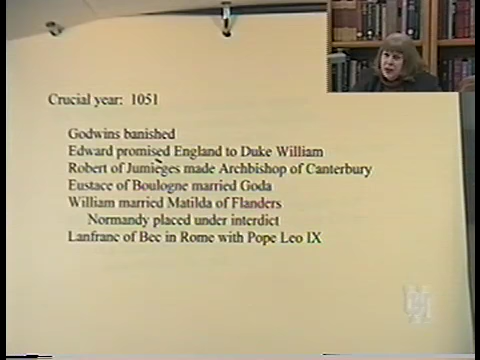 Crucial year: 1051
Godwins banished
Edward promised England to Duke William
Robert of Jumièges made Archbishop of Canterbury
Eustace of Boulogne married Goda
William married Matilda of Flanders
Normandy placed under interdict
Lanfranc of Bec in Rome with Pope Leo IX